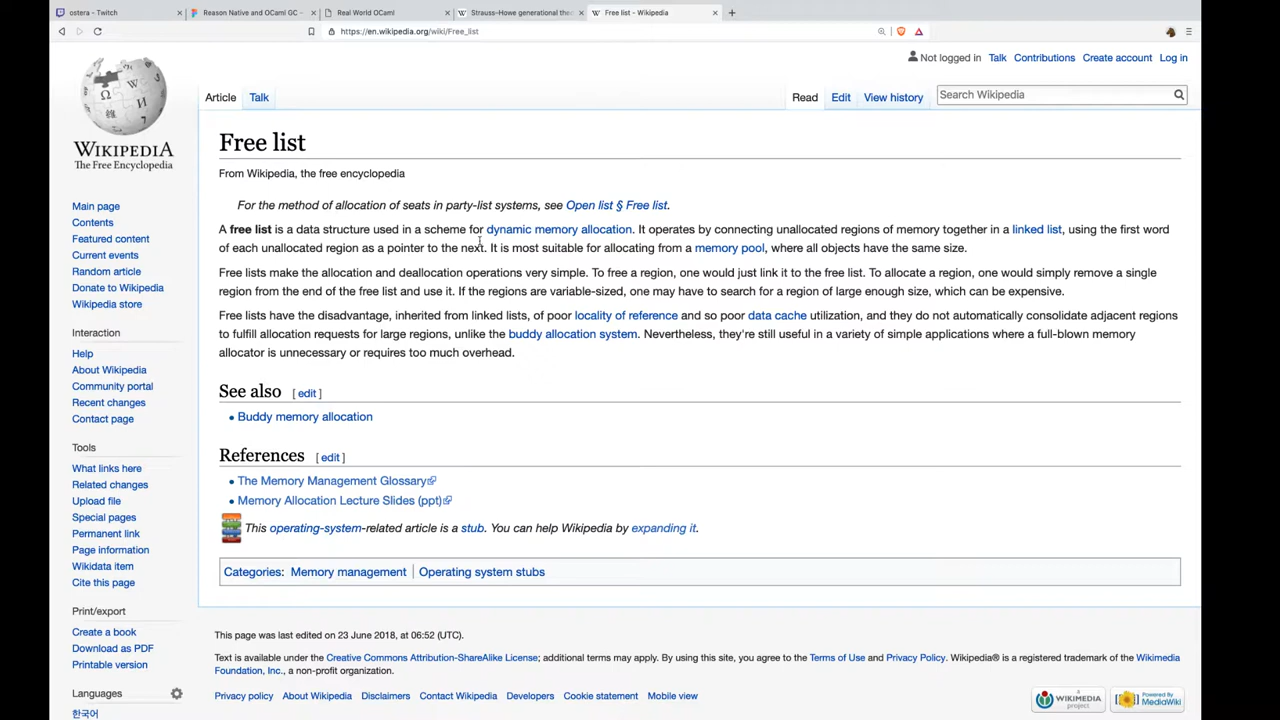 ostera - Twitch
Reason Native and OCaml GC -
Real World OCaml
Strauss–Howe generational the
Free list - Wikipedia
https://en.wikipedia.org/wiki/Free_list
Not logged in Talk Contributions Create account Log in
Article Talk Read Edit View history Search Wikipedia
WIKIPEDIA
The Free Encyclopedia
Main page
Contents
Featured content
Current events
Random article
Donate to Wikipedia
Wikipedia store
Interaction
Help
About Wikipedia
Community portal
Recent changes
Contact page
Tools
What links here
Related changes
Upload file
Special pages
Permanent link
Page information
Wikidata item
Cite this page
Print/export
Create a book
Download as PDF
Printable version
Languages
한국어
Free list
From Wikipedia, the free encyclopedia
For the method of allocation of seats in party-list systems, see Open list § Free list.
A free list is a data structure used in a scheme for dynamic memory allocation. It operates by connecting unallocated regions of memory together in a linked list, using the first word
of each unallocated region as a pointer to the next. It is most suitable for allocating from a memory pool, where all objects have the same size.
Free lists make the allocation and deallocation operations very simple. To free a region, one would just link it to the free list. To allocate a region, one would simply remove a single
region from the end of the free list and use it. If the regions are variable-sized, one may have to search for a region of large enough size, which can be expensive.
Free lists have the disadvantage, inherited from linked lists, of poor locality of reference and so poor data cache utilization, and they do not automatically consolidate adjacent regions
to fulfill allocation requests for large regions, unlike the buddy allocation system. Nevertheless, they're still useful in a variety of simple applications where a full-blown memory
allocator is unnecessary or requires too much overhead.
See also [ edit ]
• Buddy memory allocation
References [ edit ]
• The Memory Management Glossary
• Memory Allocation Lecture Slides (ppt)
This operating-system-related article is a stub. You can help Wikipedia by expanding it.
Categories: Memory management | Operating system stubs
This page was last edited on 23 June 2018, at 06:52 (UTC).
Text is available under the Creative Commons Attribution-ShareAlike License; additional terms may apply. By using this site, you agree to the Terms of Use and Privacy Policy. Wikipedia® is a registered trademark of the Wikimedia
Foundation, Inc., a non-profit organization.
Privacy policy About Wikipedia Disclaimers Contact Wikipedia Developers Cookie statement Mobile view
A WIKIMEDIA project
Powered By MediaWiki